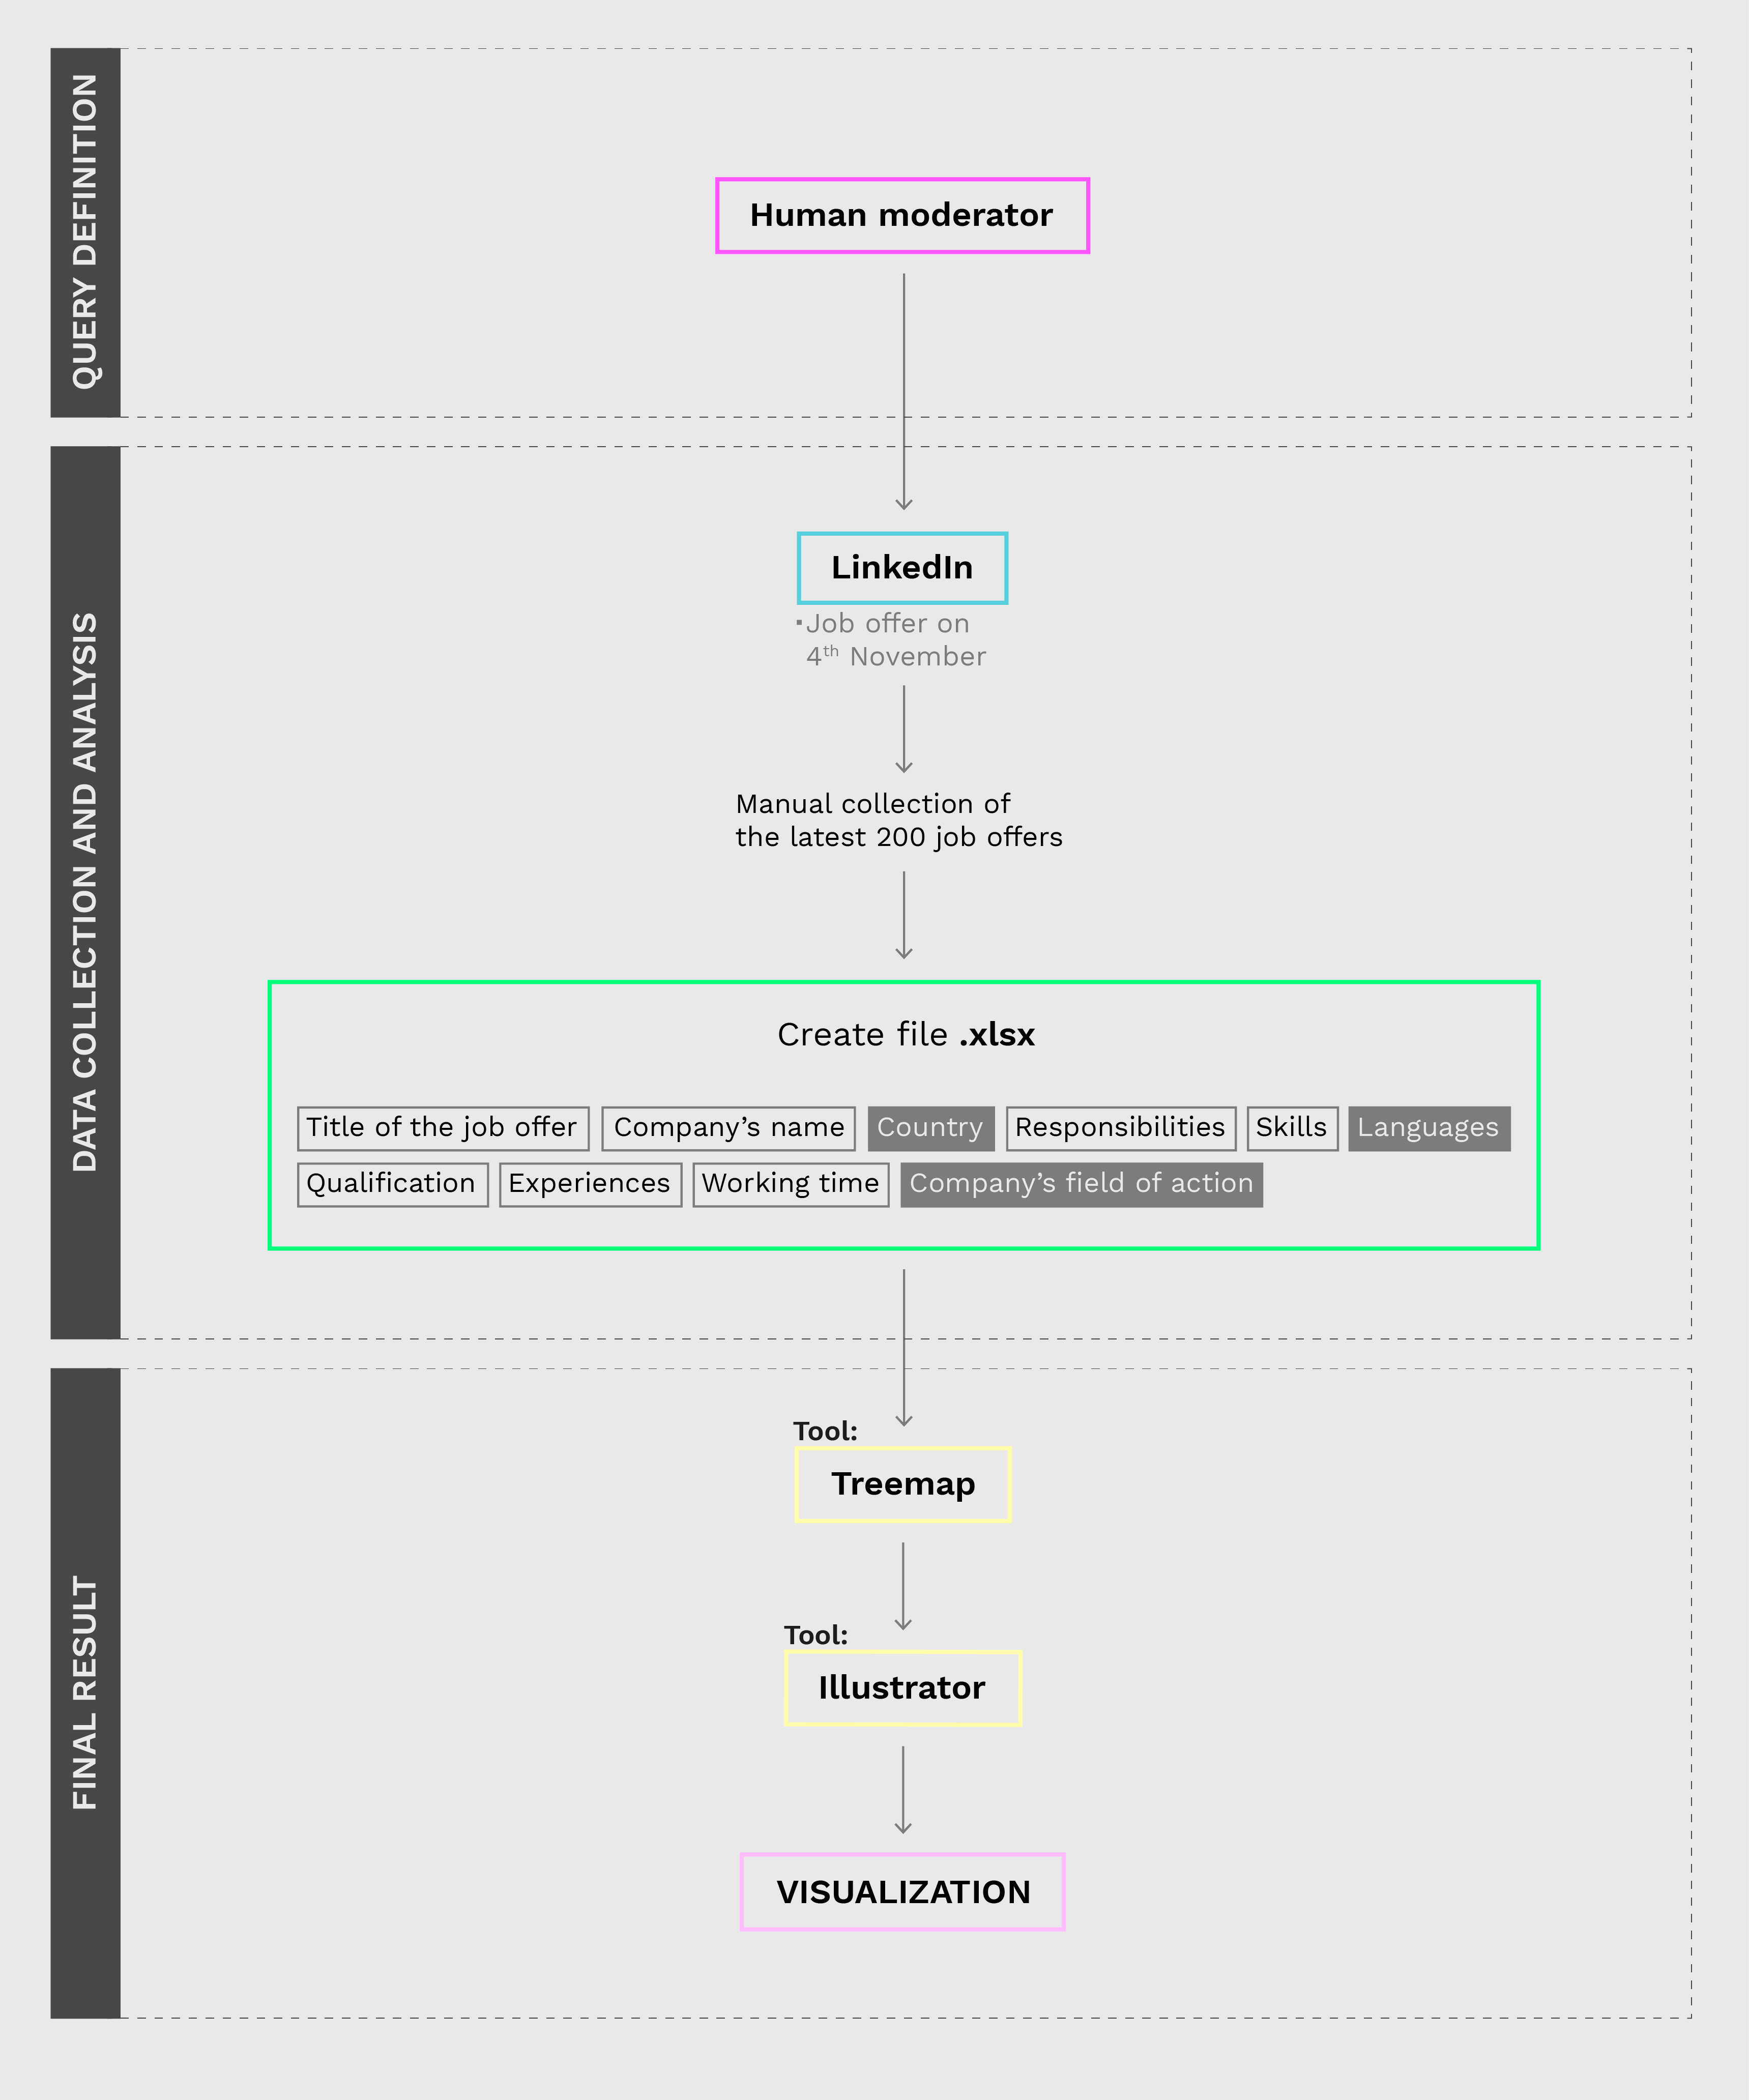 QUERY DEFINITION
Human moderator
DATA COLLECTION AND ANALYSIS
LinkedIn
▪Job offer on
4th November
Manual collection of
the latest 200 job offers
Create file .xlsx
Title of the job offer Company’s name Country Responsibilities Skills Languages
Qualification Experiences Working time Company’s field of action
FINAL RESULT
Tool:
Treemap
Tool:
Illustrator
VISUALIZATION